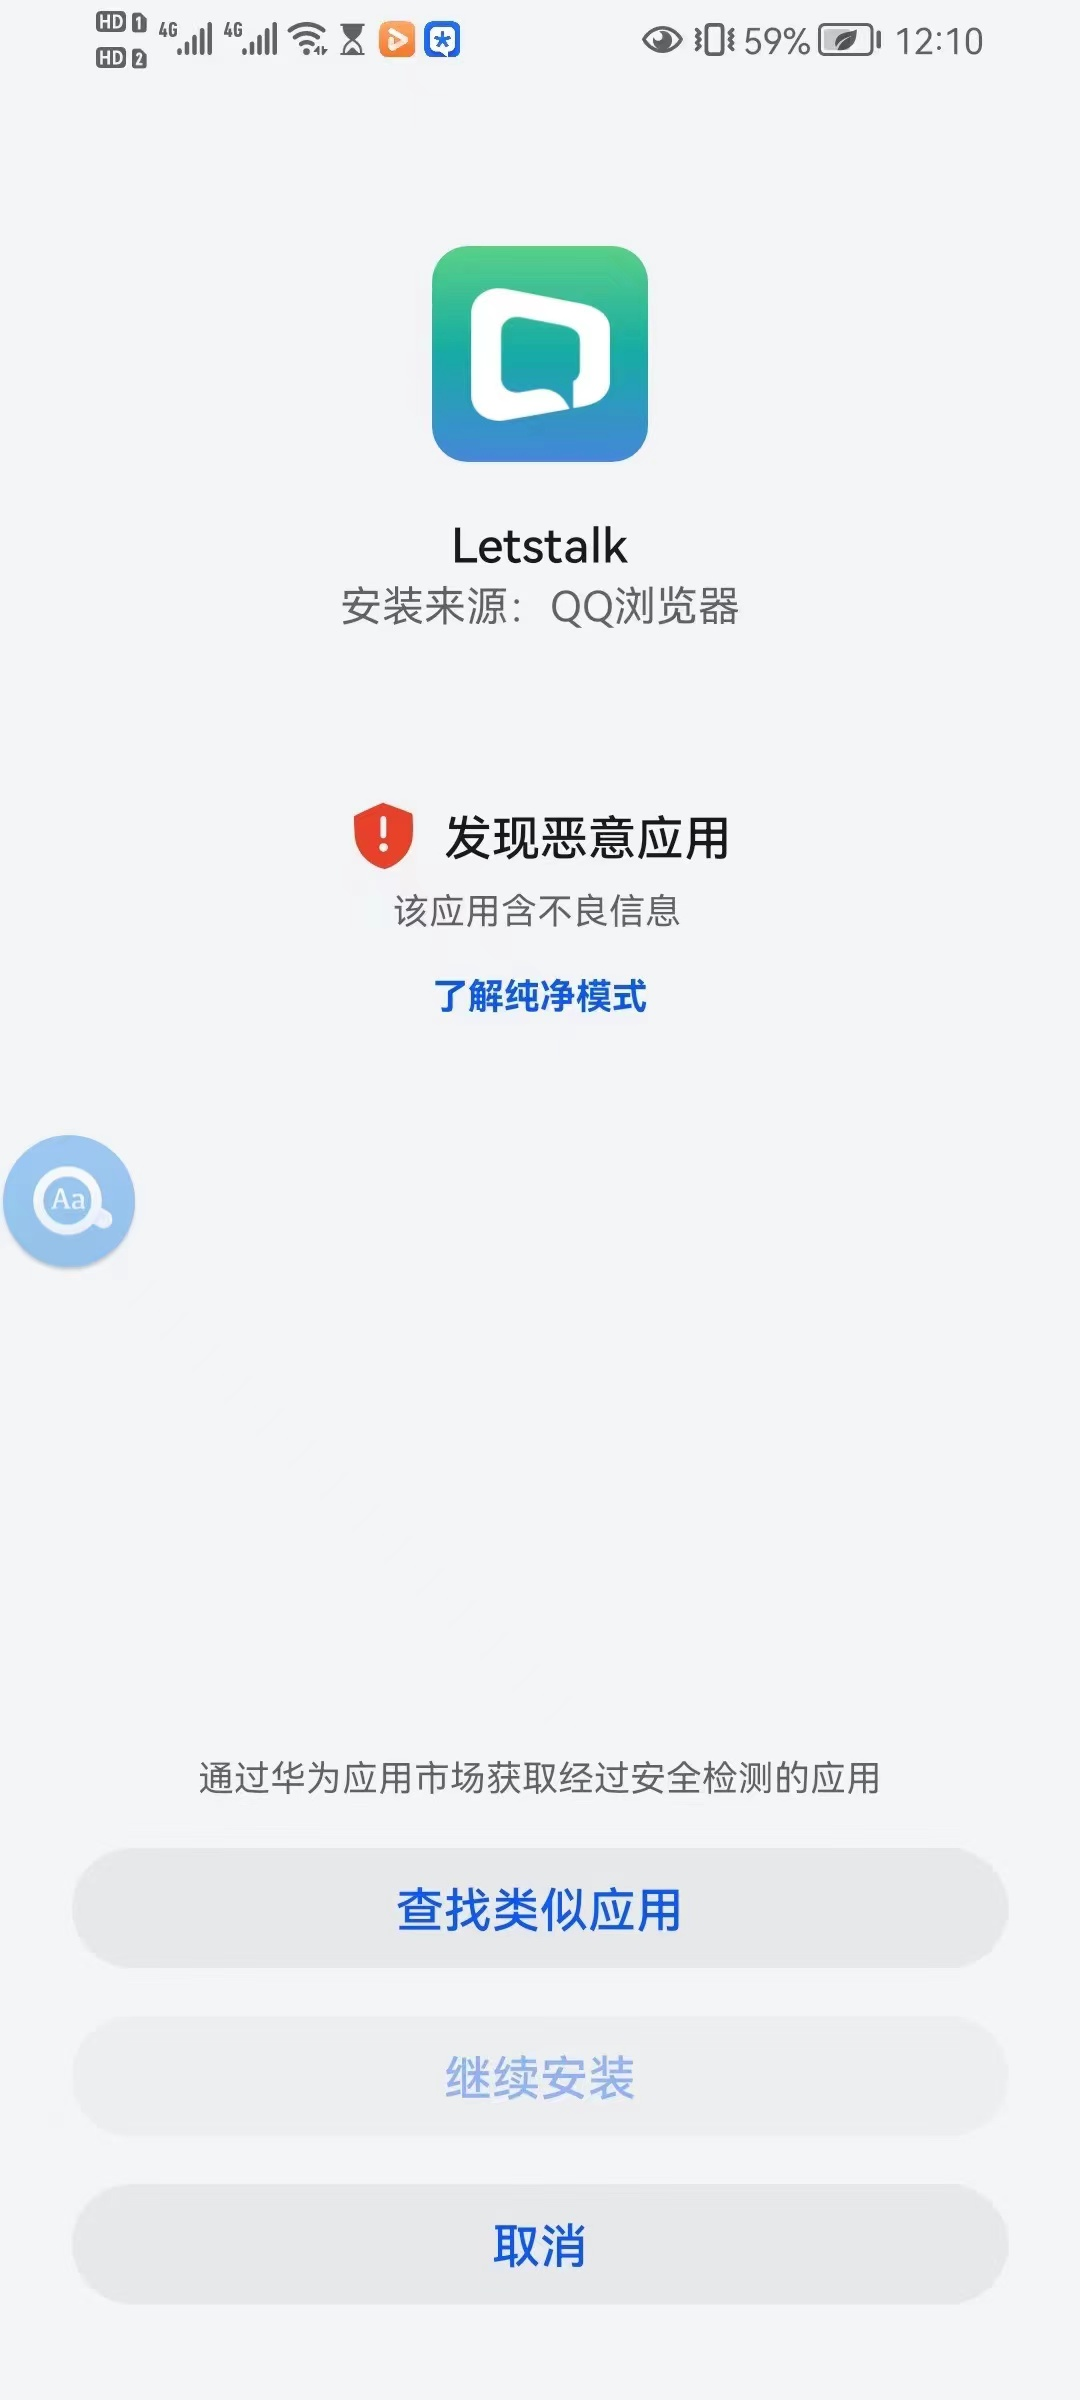 HD 1 4G 4G 59% 12:10
HD 2
Letstalk
安装来源：QQ浏览器
发现恶意应用
该应用含不良信息
了解纯净模式
Aa
通过华为应用市场获取经过安全检测的应用
查找类似应用
继续安装
取消